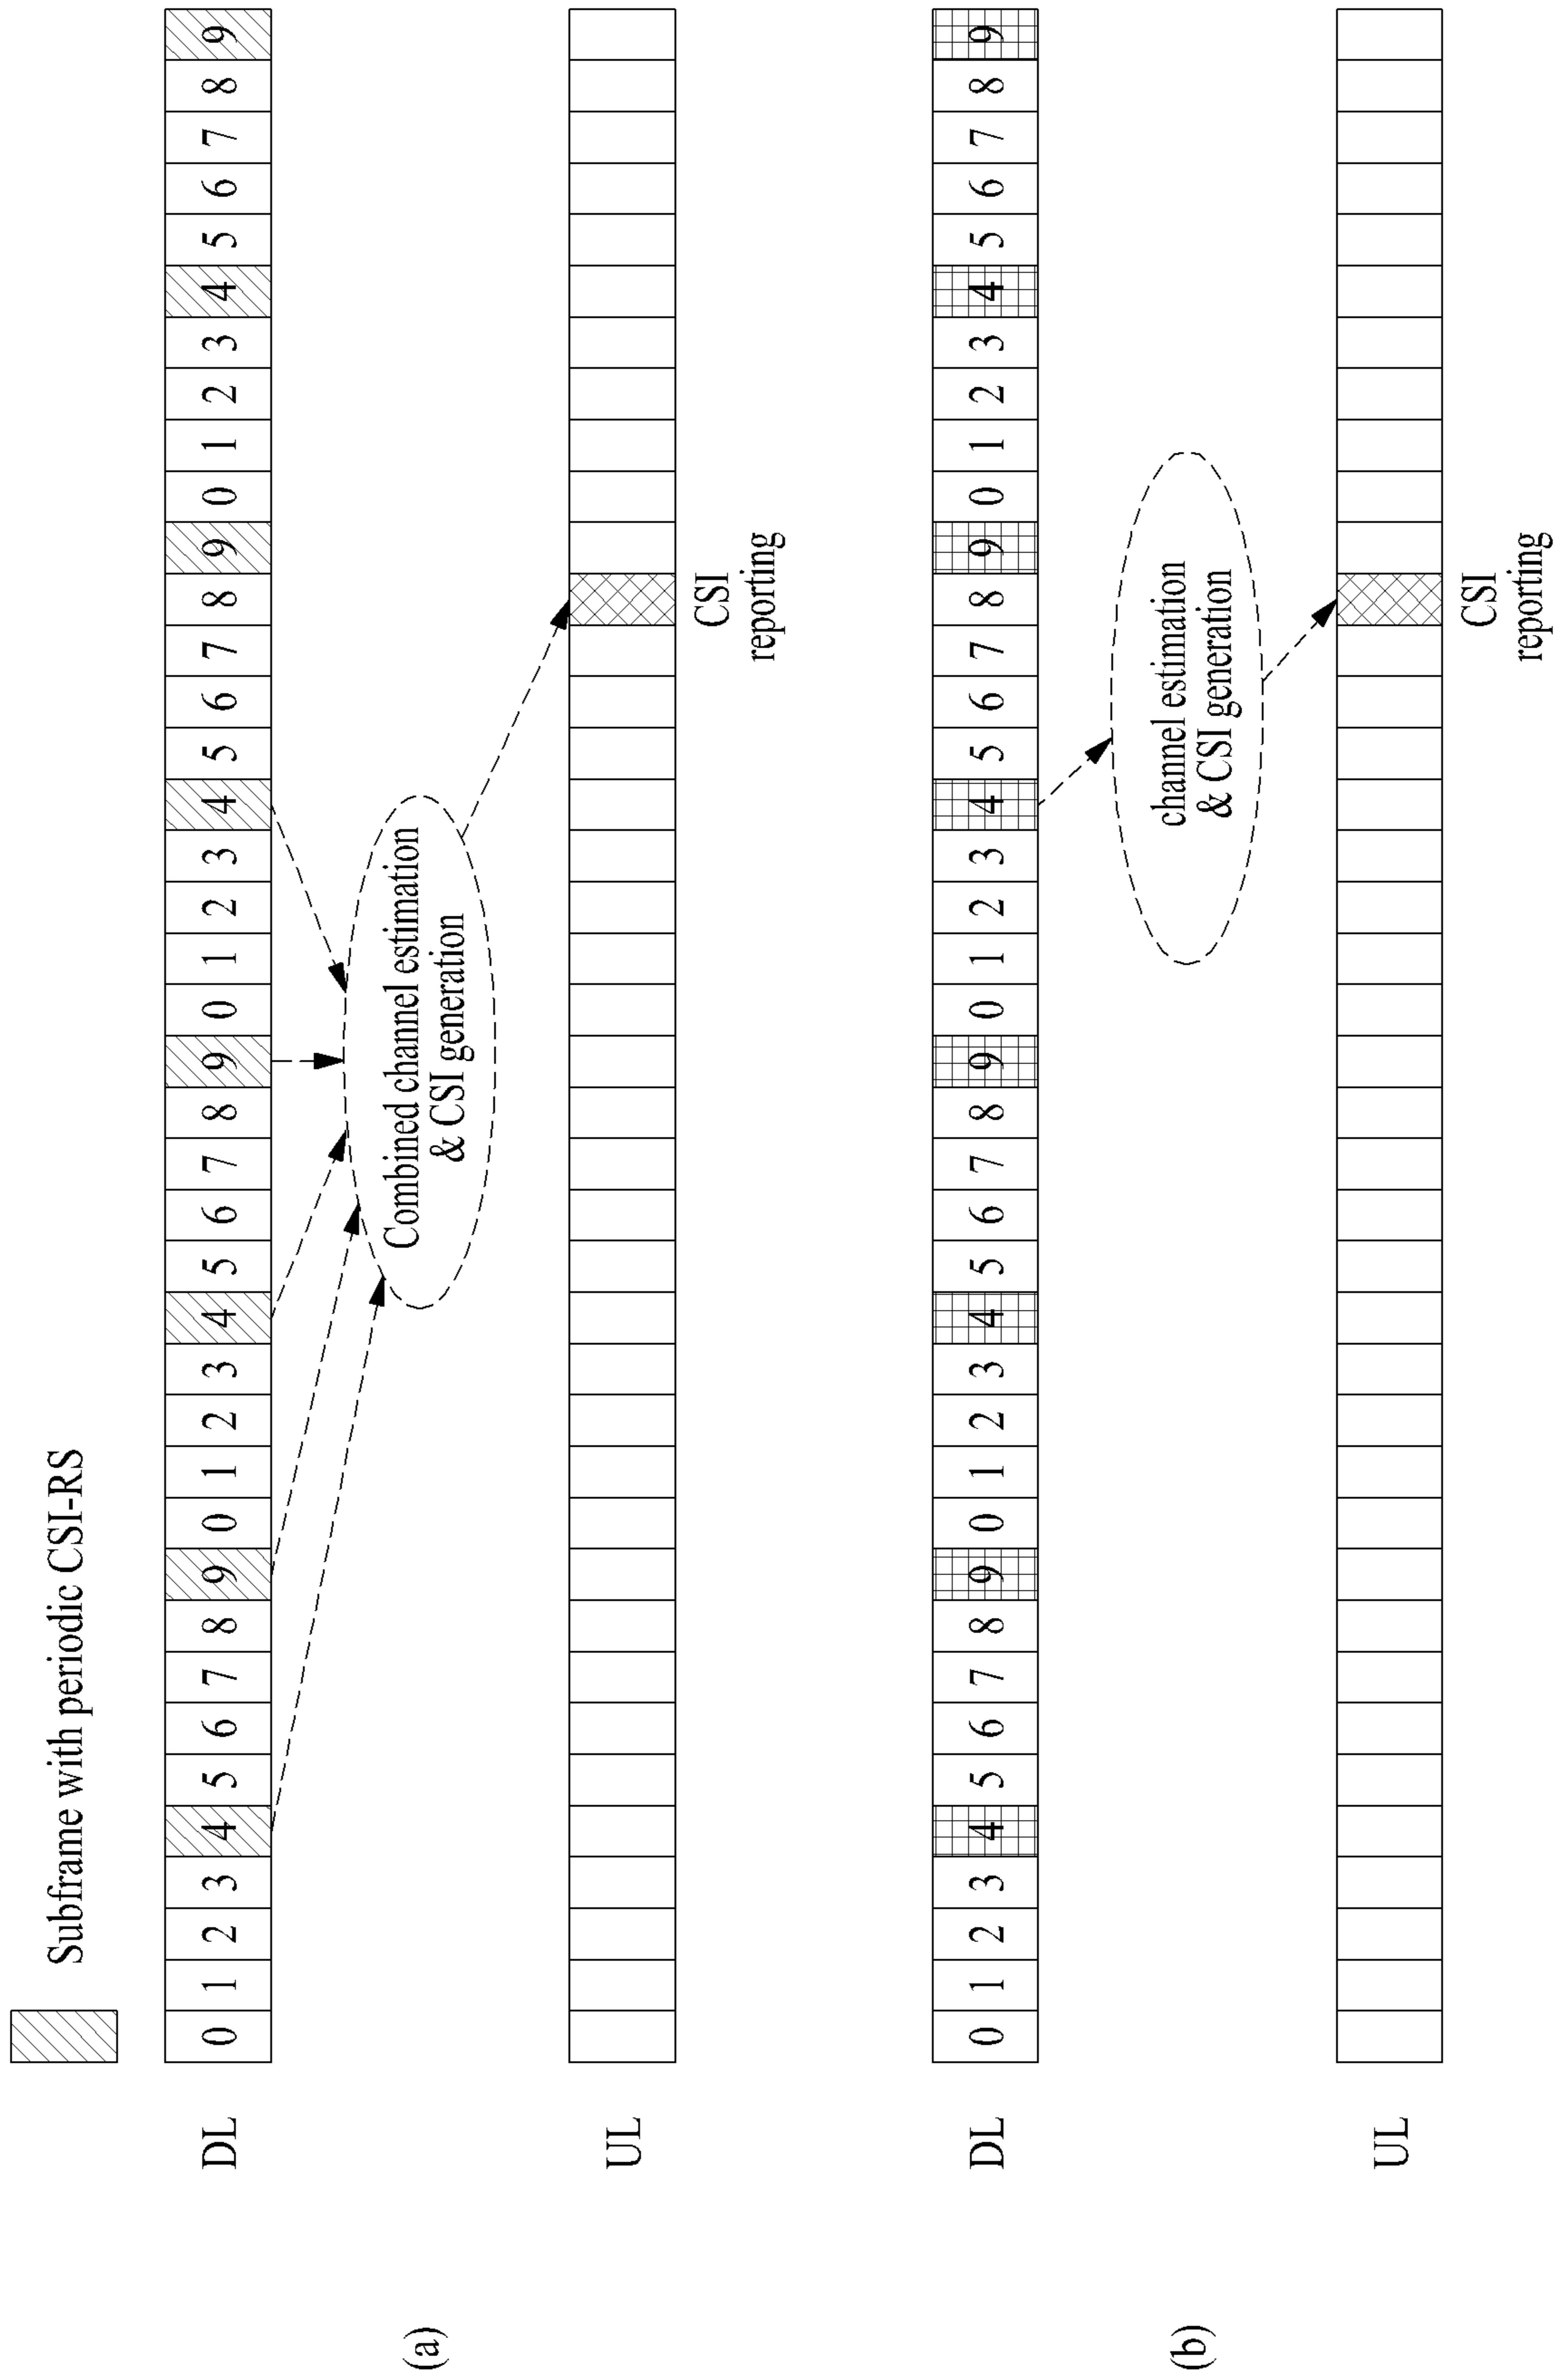 Subframe with periodic CSI-RS
DL 0 1 2 3 4 5 6 7 8 9 0 1 2 3 4 5 6 7 8 9 0 1 2 3 4 5 6 7 8 9 0 1 2 3 4 5 6 7 8 9
(a)
Combined channel estimation
& CSI generation
UL
CSI
reporting
DL 0 1 2 3 4 5 6 7 8 9 0 1 2 3 4 5 6 7 8 9 0 1 2 3 4 5 6 7 8 9 0 1 2 3 4 5 6 7 8 9
(b)
channel estimation
& CSI generation
UL
CSI
reporting